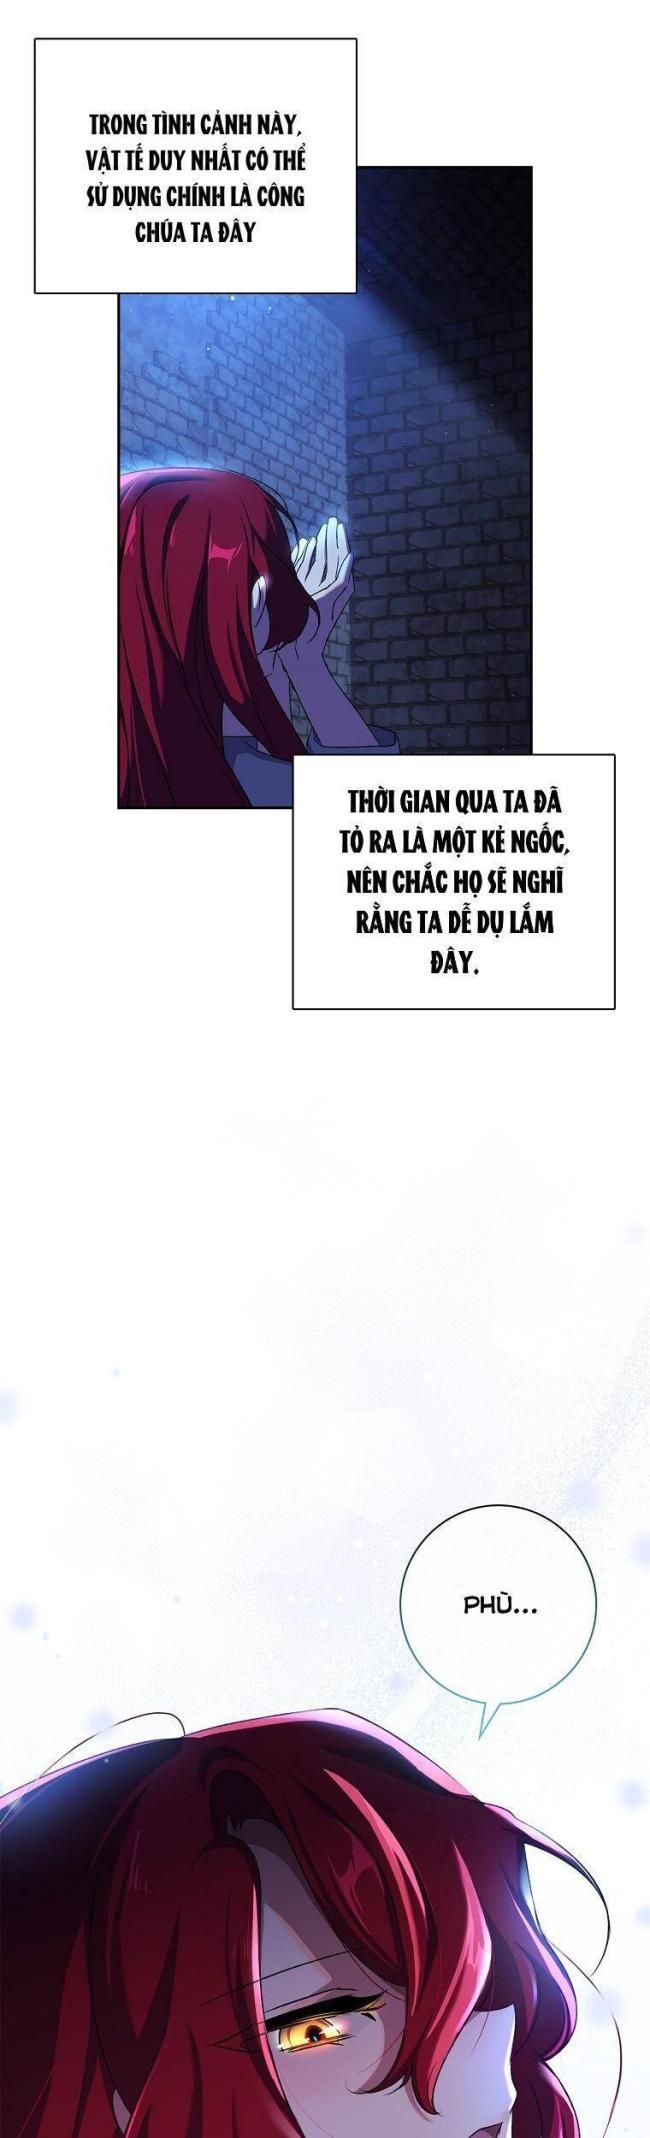 TRONG TÌNH CẢNH NÀY,
VẬT TẾ DUY NHẤT CÓ THỂ
SỬ DỤNG CHÍNH LÀ CÔNG
CHÚA TA ĐÂY
THỜI GIAN QUA TA ĐÃ
TỎ RA LÀ MỘT KẺ NGỐC,
NÊN CHẮC HỌ SẼ NGHĨ
RẰNG TA DỄ DỤ LẮM
ĐÂY.
PHÙ...